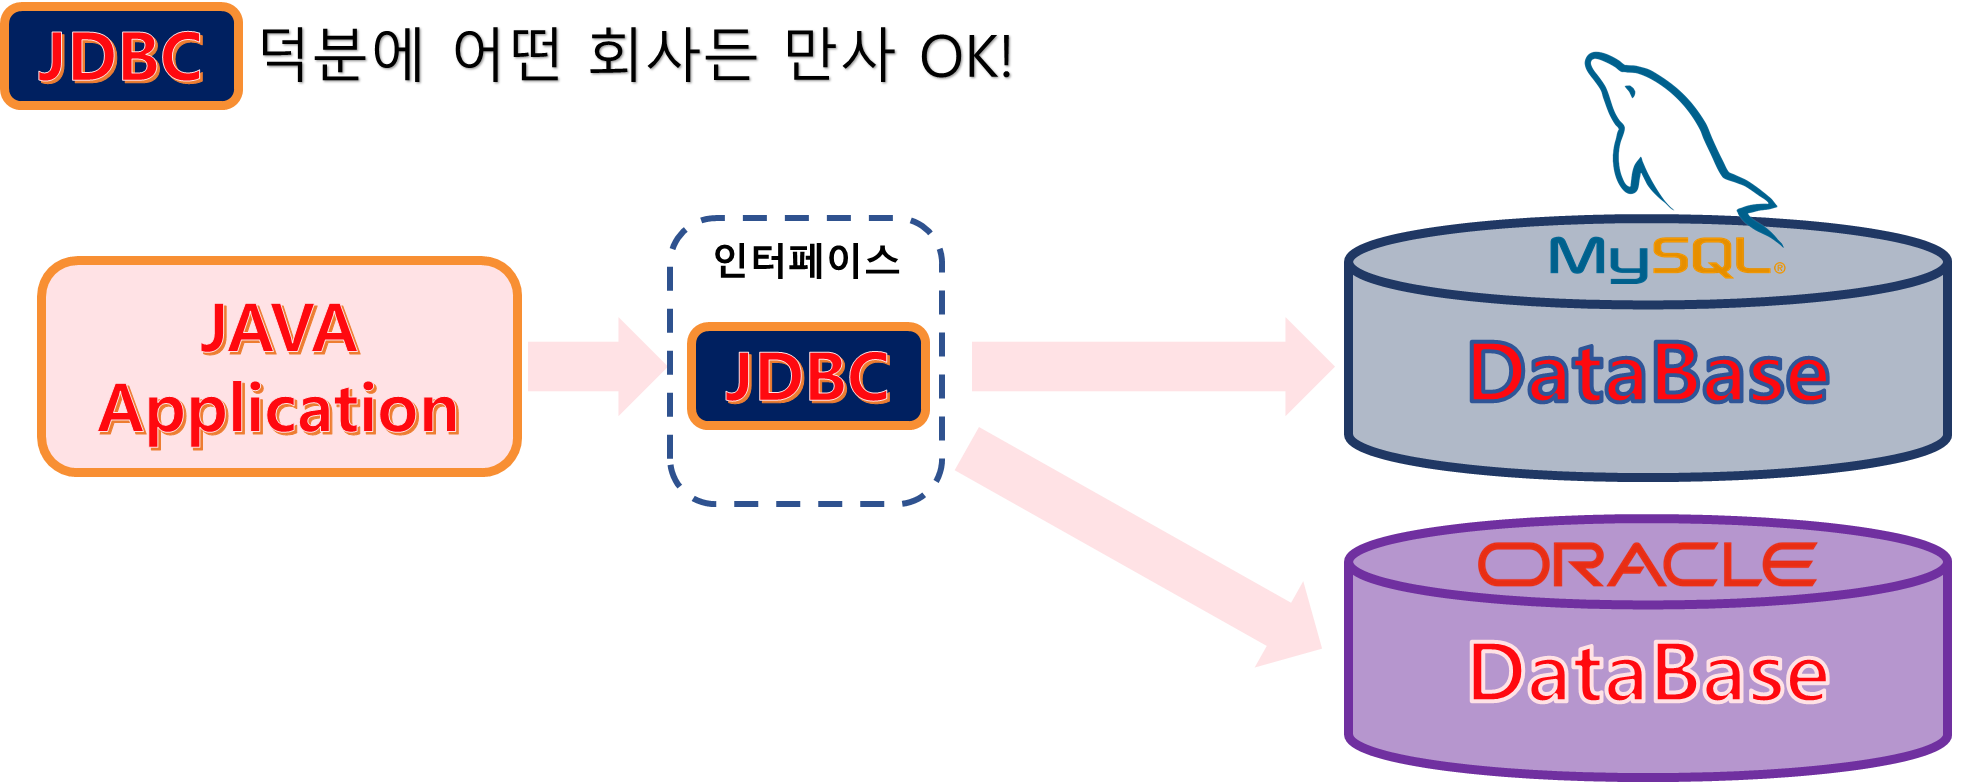 JDBC 덕분에 어떤 회사든 만사 OK!
인터페이스
JAVA
Application
JDBC
MySQL®
DataBase
ORACLE
DataBase